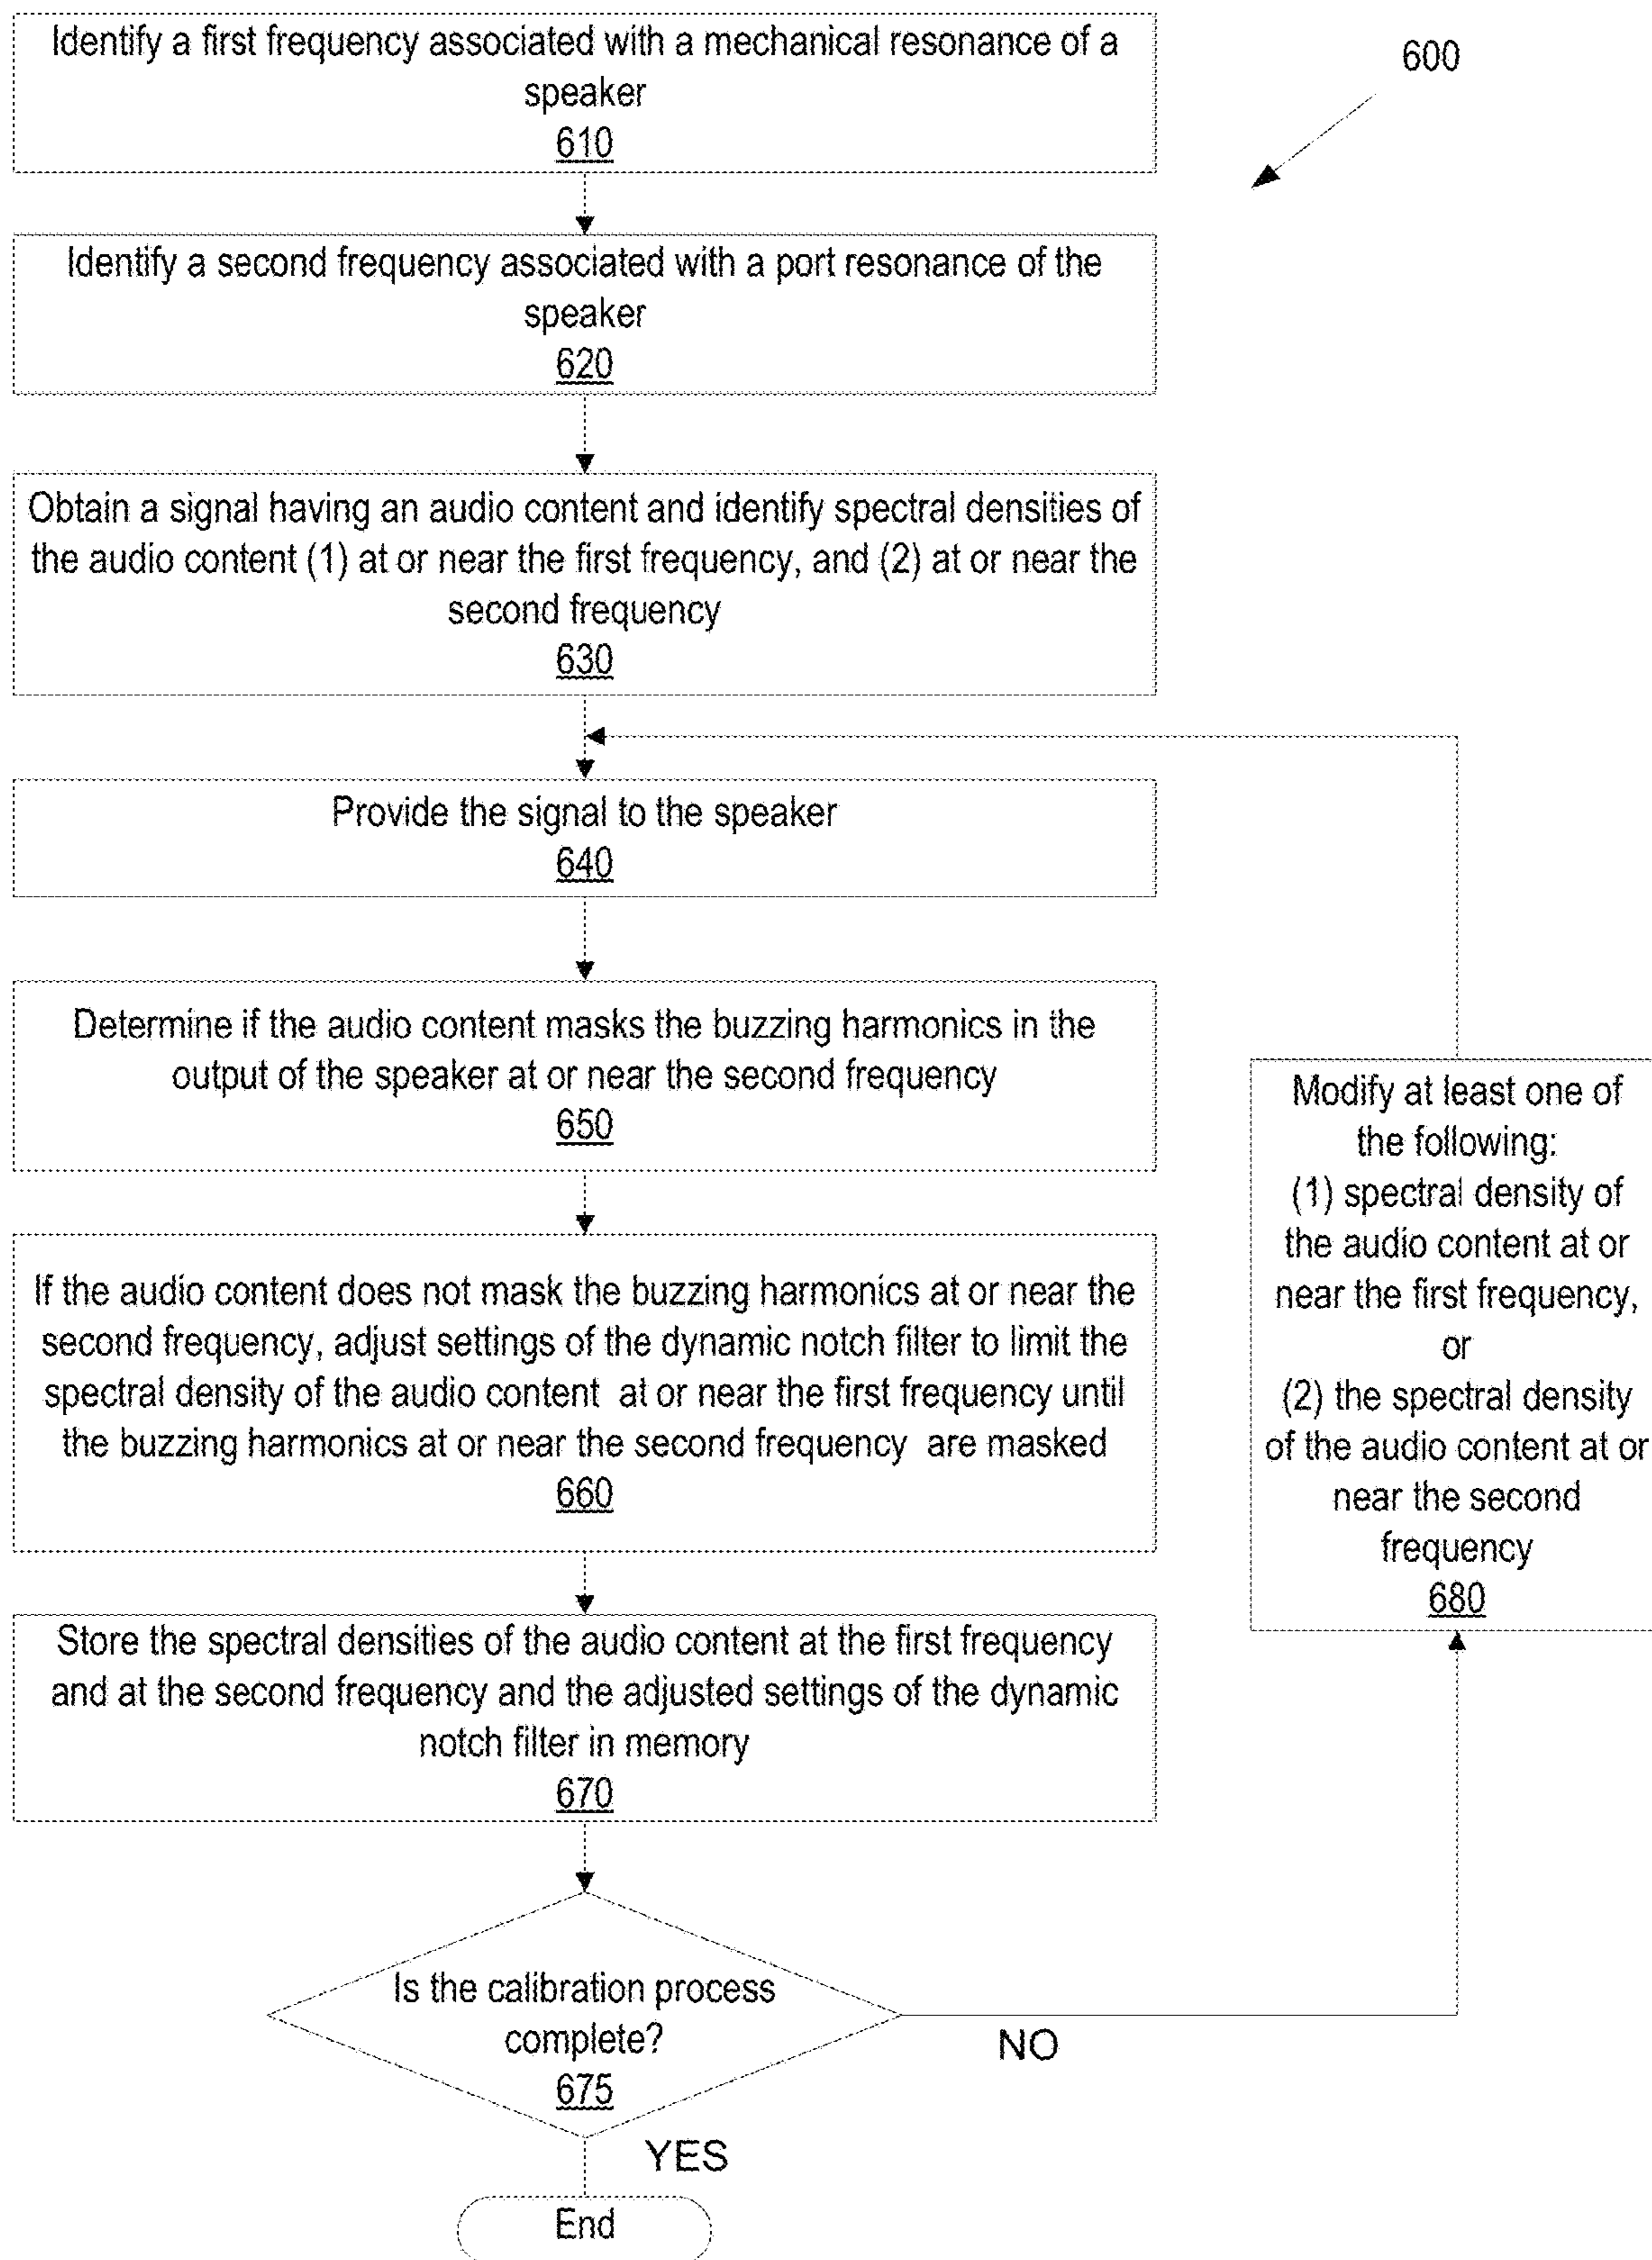 Identify a first frequency associated with a mechanical resonance of a
speaker
610
600
Identify a second frequency associated with a port resonance of the
speaker
620
Obtain a signal having an audio content and identify spectral densities of
the audio content (1) at or near the first frequency, and (2) at or near the
second frequency
630
Provide the signal to the speaker
640
Determine if the audio content masks the buzzing harmonics in the
output of the speaker at or near the second frequency
650
If the audio content does not mask the buzzing harmonics at or near the
second frequency, adjust settings of the dynamic notch filter to limit the
spectral density of the audio content at or near the first frequency until
the buzzing harmonics at or near the second frequency are masked
660
Store the spectral densities of the audio content at the first frequency
and at the second frequency and the adjusted settings of the dynamic
notch filter in memory
670
Is the calibration process
complete?
675
NO
YES
End
Modify at least one of
the following:
(1) spectral density of
the audio content at or
near the first frequency,
or
(2) the spectral density
of the audio content at or
near the second
frequency
680